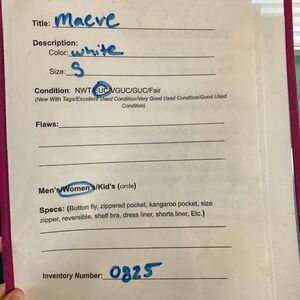 Title: Maeve
Description:
Color: white
Size: S
Condition: NWT/EUC/VGUC/GUC/Fair
(New With Tags/Excellent Used Condition/Very Good Used Condition/Good Used
Condition)
Flaws:
Men's/Women's/Kid's (circle)
Specs: (Button fly, zippered pocket, kangaroo pocket, size
zipper, reversible, shelf bra, dress liner, shorts liner, Etc.)
Inventory Number: 0825